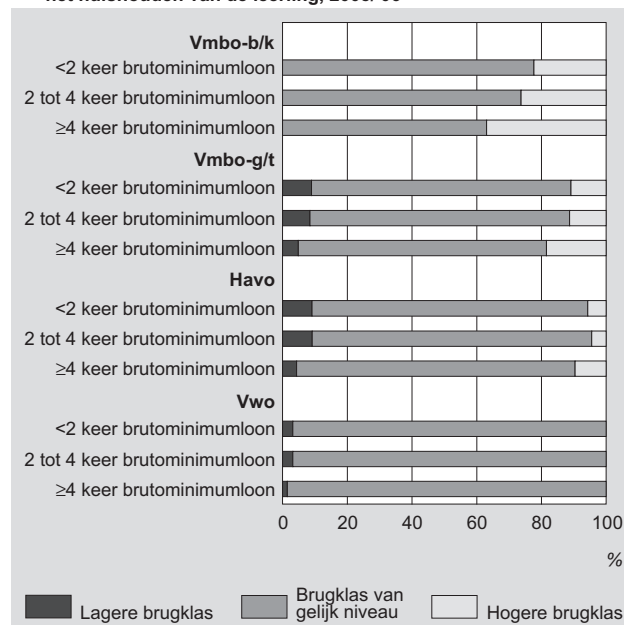 het huishouden van de leerling, 2005/'06
Vmbo-b/k
<2 keer brutominimumloon
2 tot 4 keer brutominimumloon
≥4 keer brutominimumloon
Vmbo-g/t
<2 keer brutominimumloon
2 tot 4 keer brutominimumloon
≥4 keer brutominimumloon
Havo
<2 keer brutominimumloon
2 tot 4 keer brutominimumloon
≥4 keer brutominimumloon
Vwo
<2 keer brutominimumloon
2 tot 4 keer brutominimumloon
≥4 keer brutominimumloon
0 20 40 60 80 100
%
Lagere brugklas
Brugklas van
gelijk niveau
Hogere brugklas